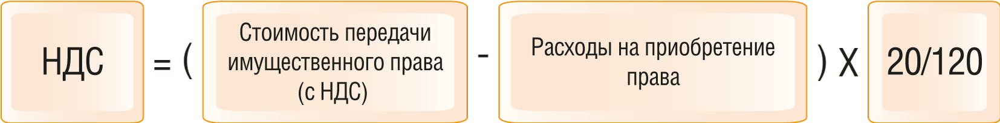 НДС = ( Стоимость передачи
имущественного права
(с НДС) - Расходы на приобретение
права ) X 20/120